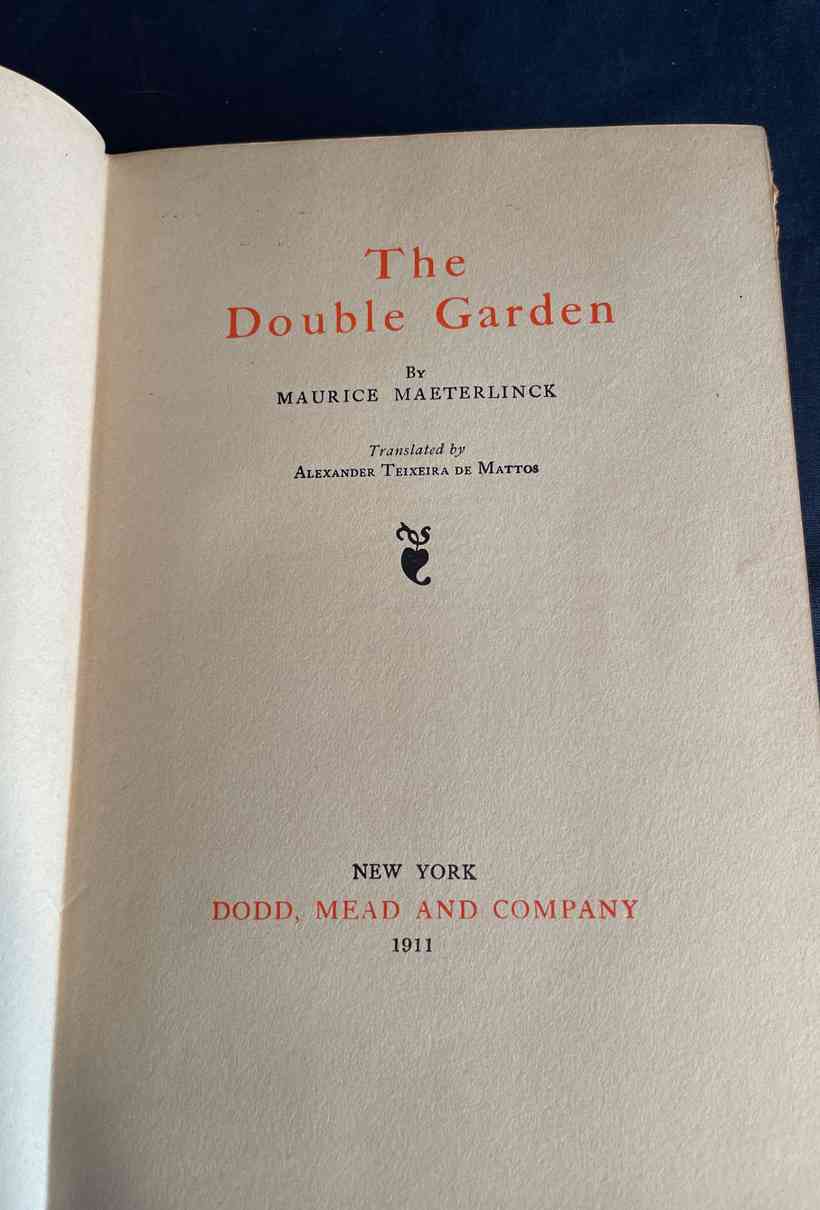 The
Double Garden
By
MAURICE MAETERLINCK
Translated by
ALEXANDER TEIXEIRA DE MATTOS
NEW YORK
DODD, MEAD AND COMPANY
1911